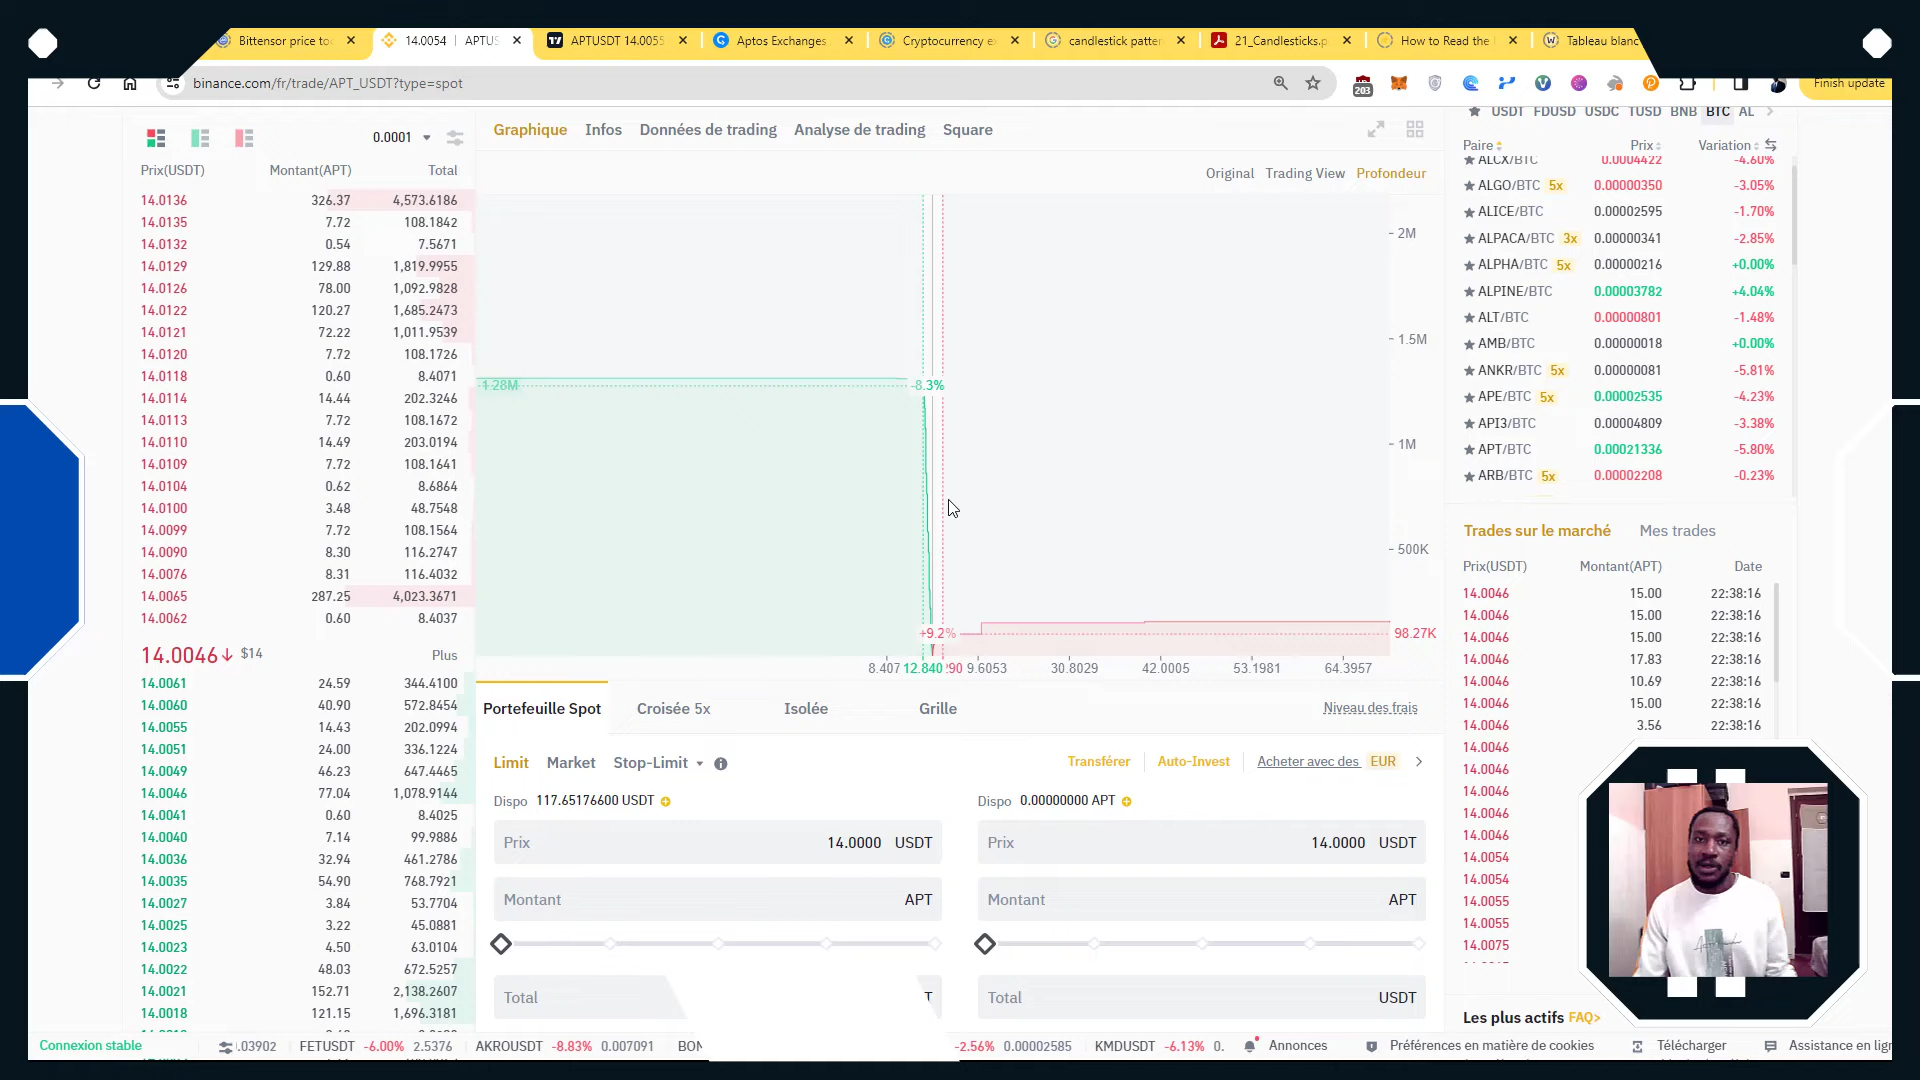 Bittensor price to
14.0054 | APTUS
APTUSDT 14.0055
Aptos Exchanges
Cryptocurrency e
candlestick patter
21_Candlesticks.p
How to Read the
Tableau blanc
binance.com/fr/trade/APT_USDT?type=spot
203
Finish update
0.0001
Prix(USDT) Montant(APT) Total
14.0136 326.37 4,573.6186
14.0135 7.72 108.1842
14.0132 0.54 7.5671
14.0129 129.88 1,819.9955
14.0126 78.00 1,092.9828
14.0122 120.27 1,685.2473
14.0121 72.22 1,011.9539
14.0120 7.72 108.1726
14.0118 0.60 8.4071
14.0114 14.44 202.3246
14.0113 7.72 108.1672
14.0110 14.49 203.0194
14.0109 7.72 108.1641
14.0104 0.62 8.6864
14.0100 3.48 48.7548
14.0099 7.72 108.1564
14.0090 8.30 116.2747
14.0076 8.31 116.4032
14.0065 287.25 4,023.3671
14.0062 0.60 8.4037
14.0046↓ $14 Plus
14.0061 24.59 344.4100
14.0060 40.90 572.8454
14.0055 14.43 202.0994
14.0051 24.00 336.1224
14.0049 46.23 647.4465
14.0046 77.04 1,078.9144
14.0041 0.60 8.4025
14.0040 7.14 99.9886
14.0036 32.94 461.2786
14.0035 54.90 768.7921
14.0027 3.84 53.7704
14.0025 3.22 45.0881
14.0023 4.50 63.0104
14.0022 48.03 672.5257
14.0021 152.71 2,138.2607
14.0018 121.15 1,696.3181
Graphique Infos Données de trading Analyse de trading Square
Original Trading View Profondeur
2M
1.5M
1.28M -8.3%
1M
500K
+9.2% 98.27K
8.407 12.840 :90 9.6053 30.8029 42.0005 53.1981 64.3957
Portefeuille Spot Croisée 5x Isolée Grille Niveau des frais
Limit Market Stop-Limit Transférer Auto-Invest Acheter avec des EUR
Dispo 117.65176600 USDT
Prix 14.0000 USDT
Montant APT
Total T
Dispo 0.00000000 APT
Prix 14.0000 USDT
Montant APT
Total USDT
USDT FDUSD USDC TUSD BNB BTC AL
Paire Prix Variation
ALCX/BTC 0.0004422 -4.60%
ALGO/BTC 5x 0.00000350 -3.05%
ALICE/BTC 0.00002595 -1.70%
ALPACA/BTC 3x 0.00000341 -2.85%
ALPHA/BTC 5x 0.00000216 +0.00%
ALPINE/BTC 0.00003782 +4.04%
ALT/BTC 0.00000801 -1.48%
AMB/BTC 0.00000018 +0.00%
ANKR/BTC 5x 0.00000081 -5.81%
APE/BTC 5x 0.00002535 -4.23%
API3/BTC 0.00004809 -3.38%
APT/BTC 0.00021336 -5.80%
ARB/BTC 5x 0.00002208 -0.23%
Trades sur le marché Mes trades
Prix(USDT) Montant(APT) Date
14.0046 15.00 22:38:16
14.0046 15.00 22:38:16
14.0046 15.00 22:38:16
14.0046 17.83 22:38:16
14.0046 10.69 22:38:16
14.0046 15.00 22:38:16
14.0046 3.56 22:38:16
14.0046
14.0046
14.0046
14.0046
14.0046
14.0054
14.0054
14.0055
14.0055
14.0075
Les plus actifs FAQ>
Connexion stable
.03902 FETUSDT -6.00% 2.5376 AKROUSDT -8.83% 0.007091 BON
-2.56% 0.00002585 KMDUSDT -6.13% 0.
Annonces Préférences en matière de cookies Télécharger Assistance en lig